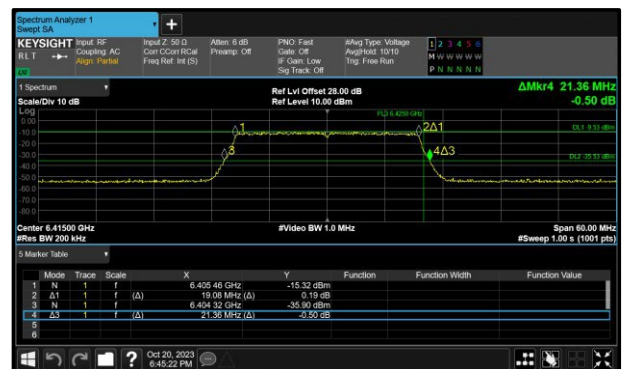 Spectrum Analyzer 1
Swept SA
+
KEYSIGHT Input: RF Input Z: 50 Ω Atten: 6 dB PNO: Fast #Avg Type: Voltage 1 2 3 4 5 6
RLT Coupling: AC Corr CCorr RCal Preamp: Off Gate: Off Avg|Hold: 10/10 M W W W W W
Align: Partial Freq Ref: Int (S) IF Gain: Low Trig: Free Run
Sig Track: Off P N N N N N
1 Spectrum Ref Lvl Offset 28.00 dB ΔMkr4 21.36 MHz
Scale/Div 10 dB Ref Level 10.00 dBm -0.50 dB
Log
0.00
-10.0
-20.0
-30.0
-40.0
-50.0
-60.0
-70.0
-80.0
1
2Δ1
3
4Δ3
DL1 -9.53 dBm
DL2 -35.53 dBm
Center 6.41500 GHz #Video BW 1.0 MHz Span 60.00 MHz
#Res BW 200 kHz #Sweep 1.00 s (1001 pts)
5 Marker Table
Mode Trace Scale X Y Function Function Width Function Value
1 N 1 f 6.405 46 GHz -15.32 dBm
2 Δ1 1 f (Δ) 19.08 MHz (Δ) 0.19 dB
3 N 1 f 6.404 32 GHz -35.90 dBm
4 Δ3 1 f (Δ) 21.36 MHz (Δ) -0.50 dB
5
6
? Oct 20, 2023
6:45:22 PM